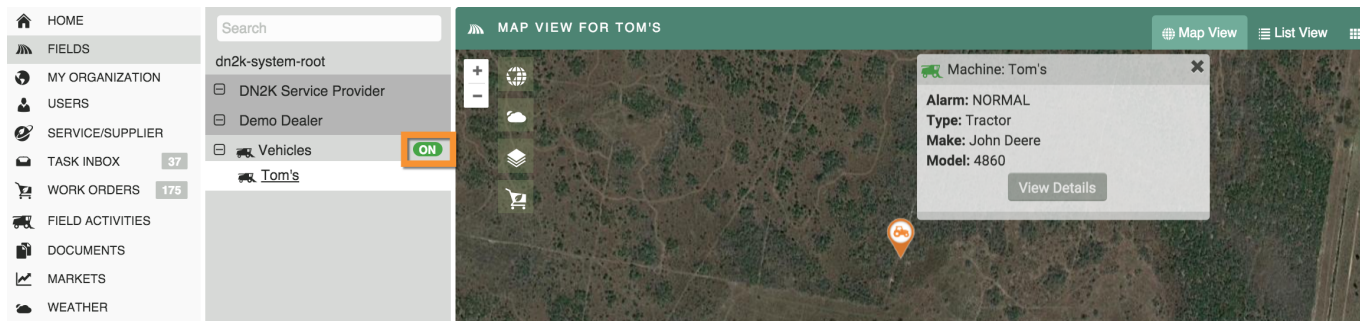 HOME
FIELDS
MY ORGANIZATION
USERS
SERVICE/SUPPLIER
TASK INBOX 37
WORK ORDERS 175
FIELD ACTIVITIES
DOCUMENTS
MARKETS
WEATHER
Search
dn2k-system-root
DN2K Service Provider
Demo Dealer
Vehicles ON
Tom's
MAP VIEW FOR TOM'S
Map View List View
+
−
Machine: Tom's
Alarm: NORMAL
Type: Tractor
Make: John Deere
Model: 4860
View Details